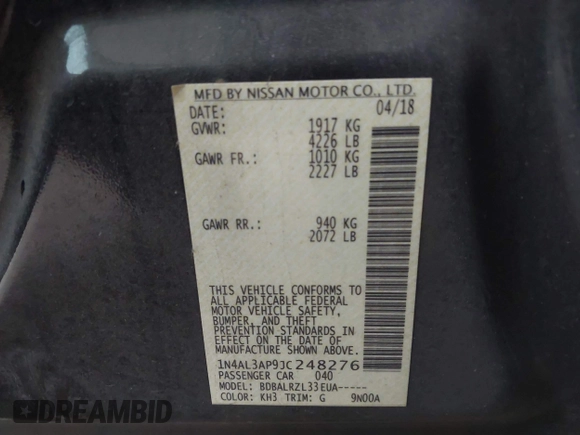 MFD BY NISSAN MOTOR CO., LTD.
DATE: 04/18
GVWR: 1917 KG
4226 LB
GAWR FR.: 1010 KG
2227 LB
GAWR RR.: 940 KG
2072 LB
THIS VEHICLE CONFORMS TO
ALL APPLICABLE FEDERAL
MOTOR VEHICLE SAFETY,
BUMPER, AND THEFT
PREVENTION STANDARDS IN
EFFECT ON THE DATE OF
MANUFACTURE SHOWN ABOVE.
1N4AL3AP9JC248276
PASSENGER CAR 040
MODEL: BDBALRZL33EUA-----
COLOR: KH3 TRIM: G 9N00A
DREAMBID